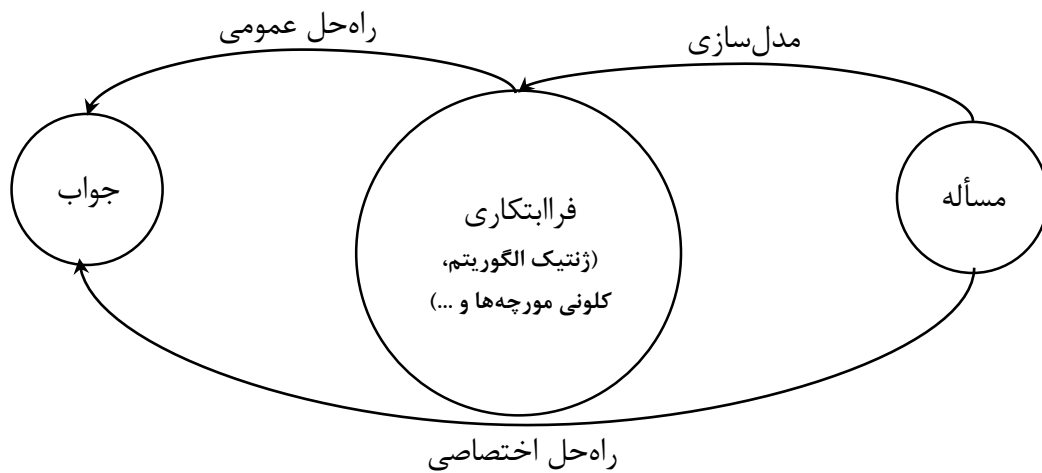 راه‌حل عمومی
مدل‌سازی
مسأله
فراابتکاری
(ژنتیک الگوریتم،
کلونی مورچه‌ها و ...)
جواب
راه‌حل اختصاصی